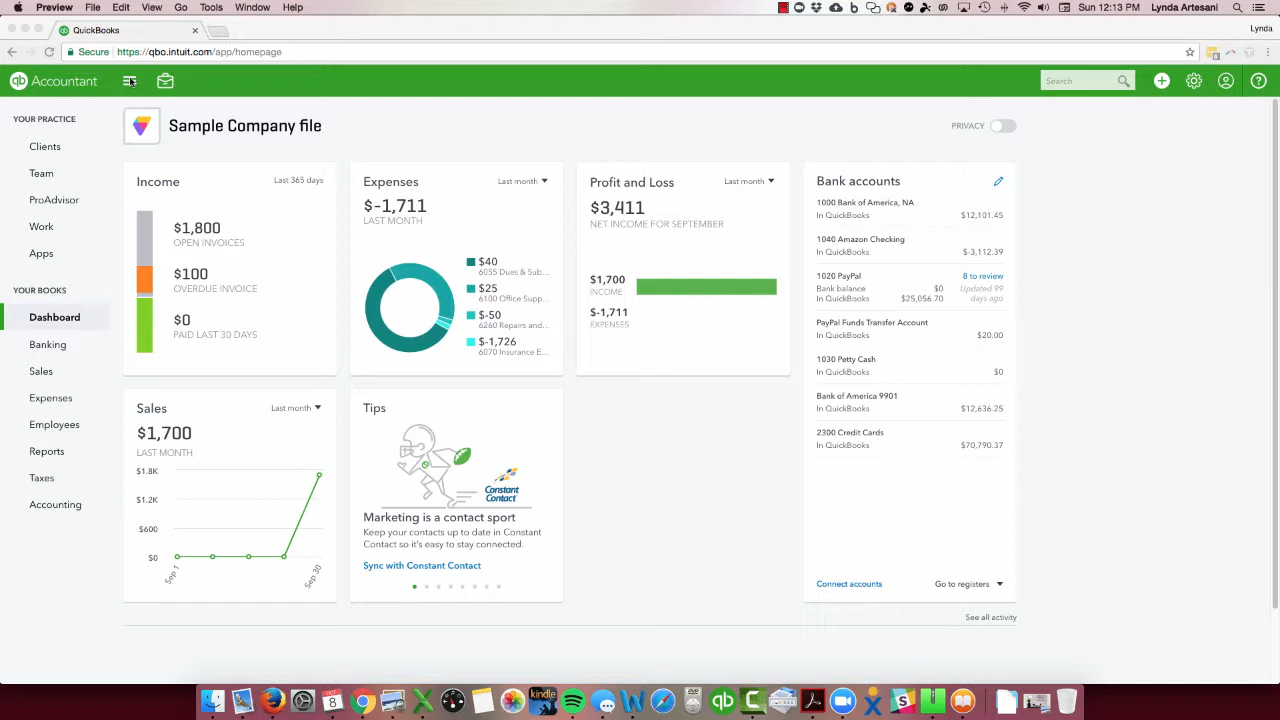 Preview File Edit View Go Tools Window Help
Sun 12:13 PM Lynda Artesani
QuickBooks
Lynda
Secure https://qbo.intuit.com/app/homepage
qb Accountant
Search
YOUR PRACTICE
Clients
Team
ProAdvisor
Work
Apps
YOUR BOOKS
Dashboard
Banking
Sales
Expenses
Employees
Reports
Taxes
Accounting
Sample Company file
PRIVACY
Income
Last 365 days
$1,800
OPEN INVOICES
$100
OVERDUE INVOICE
$0
PAID LAST 30 DAYS
Expenses
Last month
$-1,711
LAST MONTH
$40
6055 Dues & Sub...
$25
6100 Office Supp...
$-50
6260 Repairs and...
$-1,726
6070 Insurance E...
Profit and Loss
Last month
$3,411
NET INCOME FOR SEPTEMBER
$1,700
INCOME
$-1,711
EXPENSES
Bank accounts
1000 Bank of America, NA
In QuickBooks $12,101.45
1040 Amazon Checking
In QuickBooks $-3,112.39
1020 PayPal 8 to review
Bank balance $0 Updated 99
In QuickBooks $25,056.70 days ago
PayPal Funds Transfer Account
In QuickBooks $20.00
1030 Petty Cash
In QuickBooks $0
Bank of America 9901
In QuickBooks $12,636.25
2300 Credit Cards
In QuickBooks $70,790.37
Connect accounts
Go to registers
See all activity
Sales
Last month
$1,700
LAST MONTH
$1.8K
$1.2K
$600
$0
Sep 1
Sep 30
Tips
Constant
Contact
Marketing is a contact sport
Keep your contacts up to date in Constant
Contact so it's easy to stay connected.
Sync with Constant Contact
8
kindle
qb